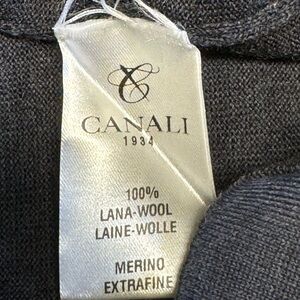 CANALI
1934
100%
LANA-WOOL
LAINE-WOLLE
MERINO
EXTRAFINE